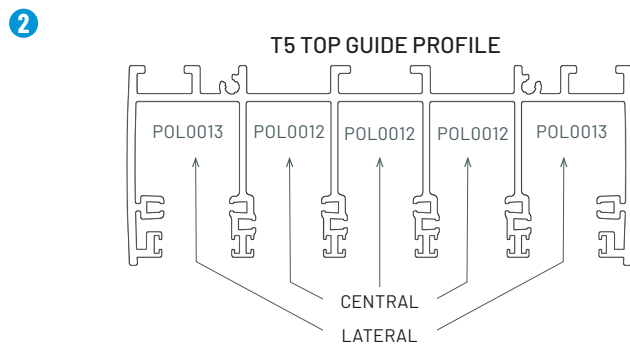 2
T5 TOP GUIDE PROFILE
POL0013 POL0012 POL0012 POL0012 POL0013
CENTRAL
LATERAL